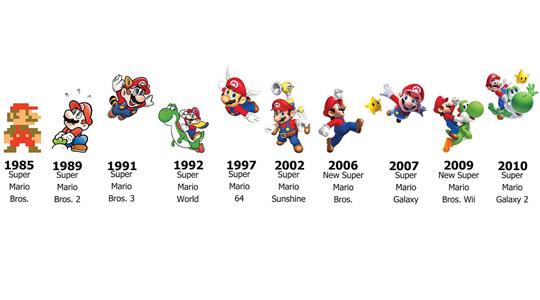 1985 1989 1991 1992 1997 2002 2006 2007 2009 2010
Super Super Super Super Super Super New Super Super New Super Super
Mario Mario Mario Mario Mario Mario Mario Mario Mario Mario
Bros. Bros. 2 Bros. 3 World 64 Sunshine Bros. Galaxy Bros. Wii Galaxy 2